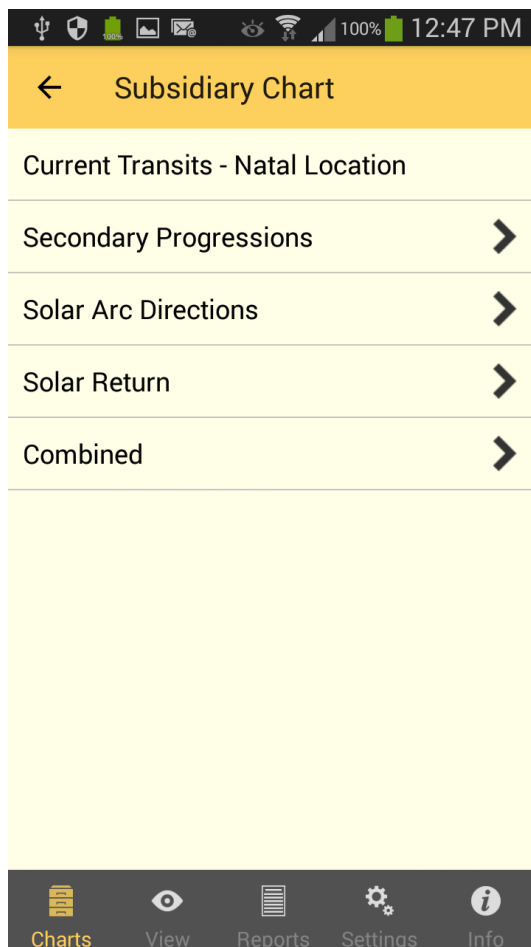 100% 100% 12:47 PM
Subsidiary Chart
Current Transits - Natal Location
Secondary Progressions
Solar Arc Directions
Solar Return
Combined
Charts View Reports Settings Info